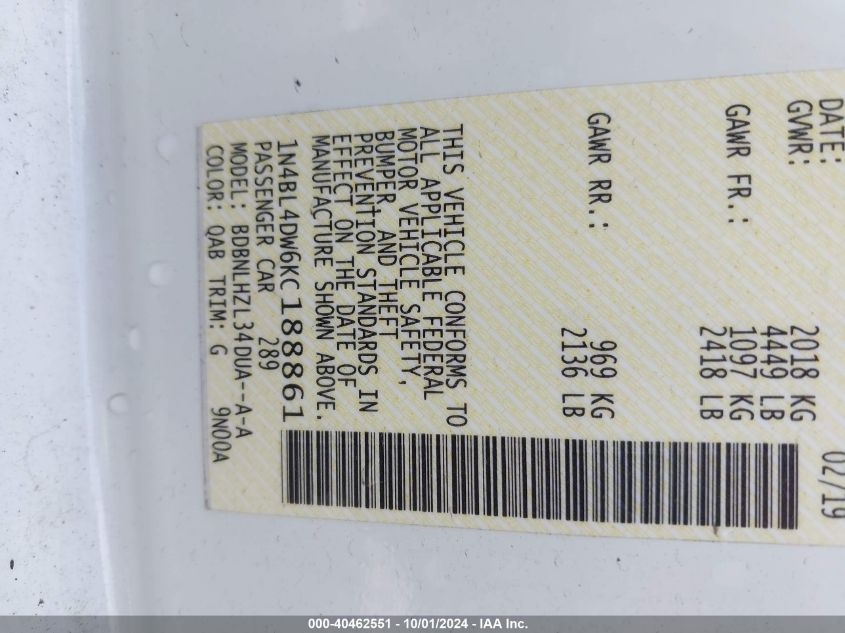 DATE: 02/19
GVWR: 2018 KG
4449 LB
GAWR FR.: 1097 KG
2418 LB
GAWR RR.: 969 KG
2136 LB
THIS VEHICLE CONFORMS TO
ALL APPLICABLE FEDERAL
MOTOR VEHICLE SAFETY,
BUMPER, AND THEFT
PREVENTION STANDARDS IN
EFFECT ON THE DATE OF
MANUFACTURE SHOWN ABOVE.
1N4BL4DW6KC188861
PASSENGER CAR 289
MODEL: BDBNLHZL34DUA--A-A
COLOR: QAB TRIM: G 9N00A
000-40462551 - 10/01/2024 - IAA Inc.